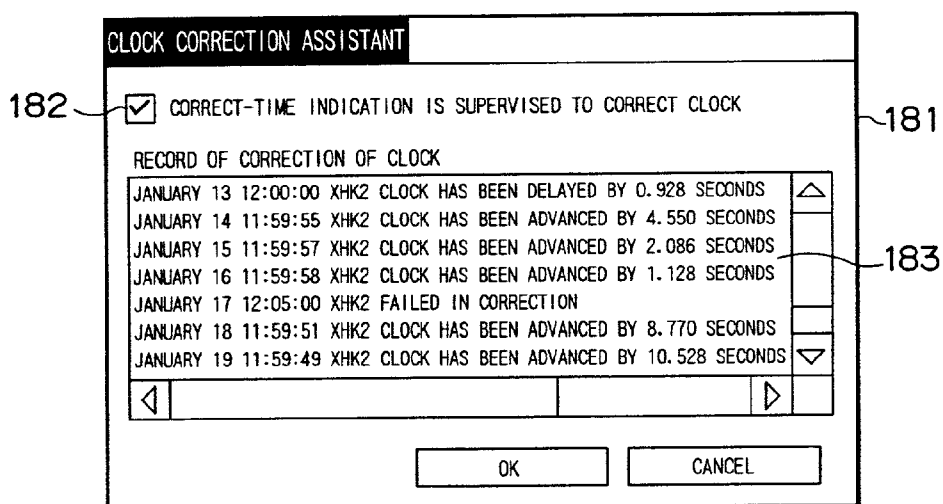 CLOCK CORRECTION ASSISTANT
182
CORRECT-TIME INDICATION IS SUPERVISED TO CORRECT CLOCK
181
RECORD OF CORRECTION OF CLOCK
JANUARY 13 12:00:00 XHK2 CLOCK HAS BEEN DELAYED BY 0.928 SECONDS
JANUARY 14 11:59:55 XHK2 CLOCK HAS BEEN ADVANCED BY 4.550 SECONDS
JANUARY 15 11:59:57 XHK2 CLOCK HAS BEEN ADVANCED BY 2.086 SECONDS
183
JANUARY 16 11:59:58 XHK2 CLOCK HAS BEEN ADVANCED BY 1.128 SECONDS
JANUARY 17 12:05:00 XHK2 FAILED IN CORRECTION
JANUARY 18 11:59:51 XHK2 CLOCK HAS BEEN ADVANCED BY 8.770 SECONDS
JANUARY 19 11:59:49 XHK2 CLOCK HAS BEEN ADVANCED BY 10.528 SECONDS
OK
CANCEL